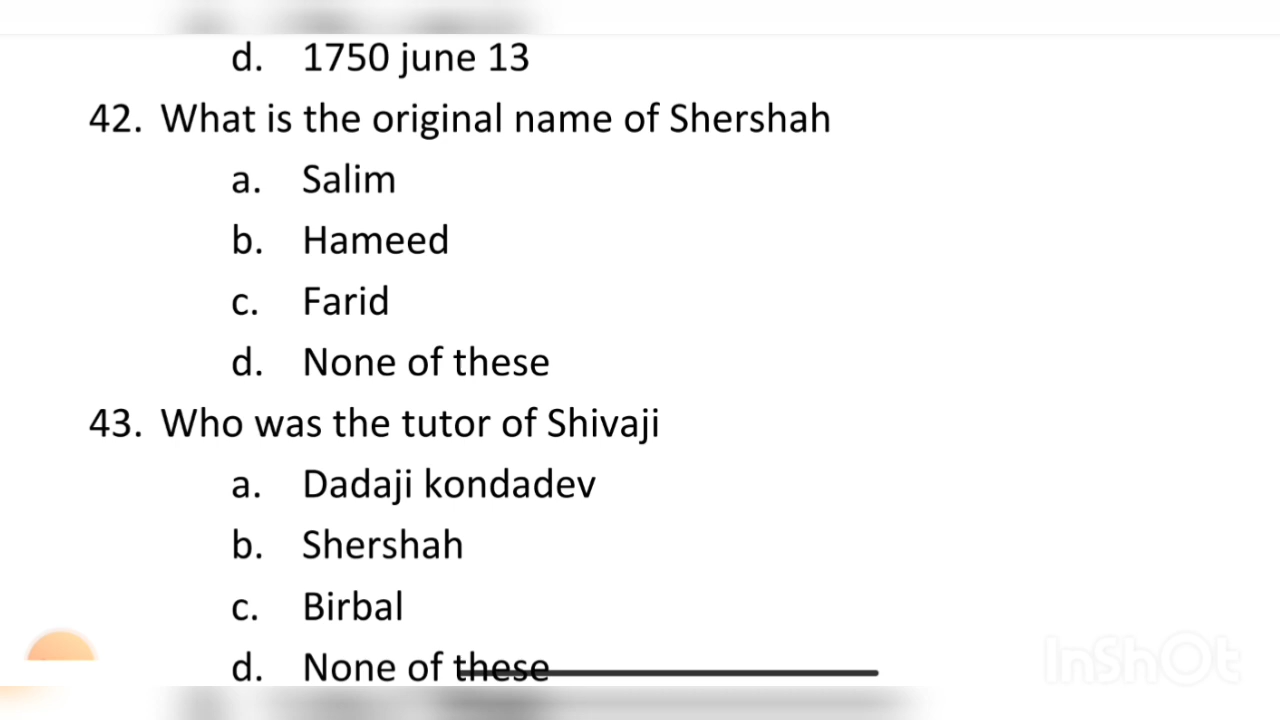 d. 1750 june 13
42. What is the original name of Shershah
a. Salim
b. Hameed
c. Farid
d. None of these
43. Who was the tutor of Shivaji
a. Dadaji kondadev
b. Shershah
c. Birbal
d. None of these
InShOt